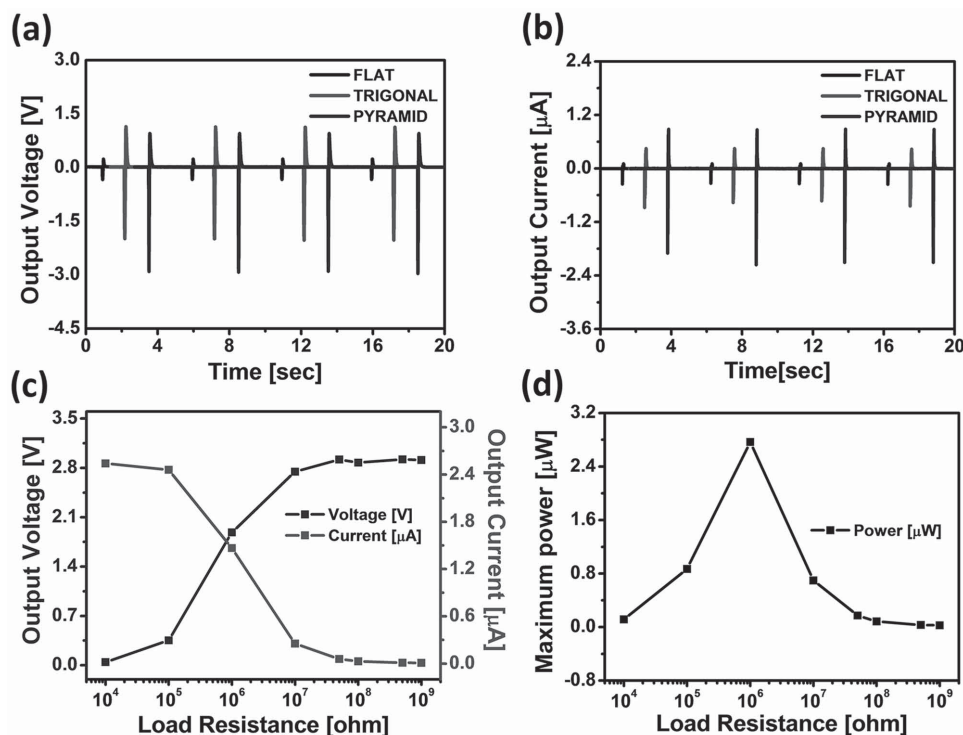 (a)
3.0
1.5
0.0
-1.5
-3.0
-4.5
Output Voltage [V]
FLAT
TRIGONAL
PYRAMID
0 4 8 12 16 20
Time [sec]
(b)
2.4
1.2
0.0
-1.2
-2.4
-3.6
Output Current [μA]
FLAT
TRIGONAL
PYRAMID
0 4 8 12 16 20
Time[sec]
(c)
3.5
2.8
2.1
1.4
0.7
0.0
Output Voltage [V]
Voltage [V]
Current [μA]
3.0
2.4
1.8
1.2
0.6
0.0
Output Current [μA]
10⁴ 10⁵ 10⁶ 10⁷ 10⁸ 10⁹
Load Resistance [ohm]
(d)
3.2
2.4
1.6
0.8
0.0
-0.8
Maximum power [μW]
Power [μW]
10⁴ 10⁵ 10⁶ 10⁷ 10⁸ 10⁹
Load Resistance [ohm]